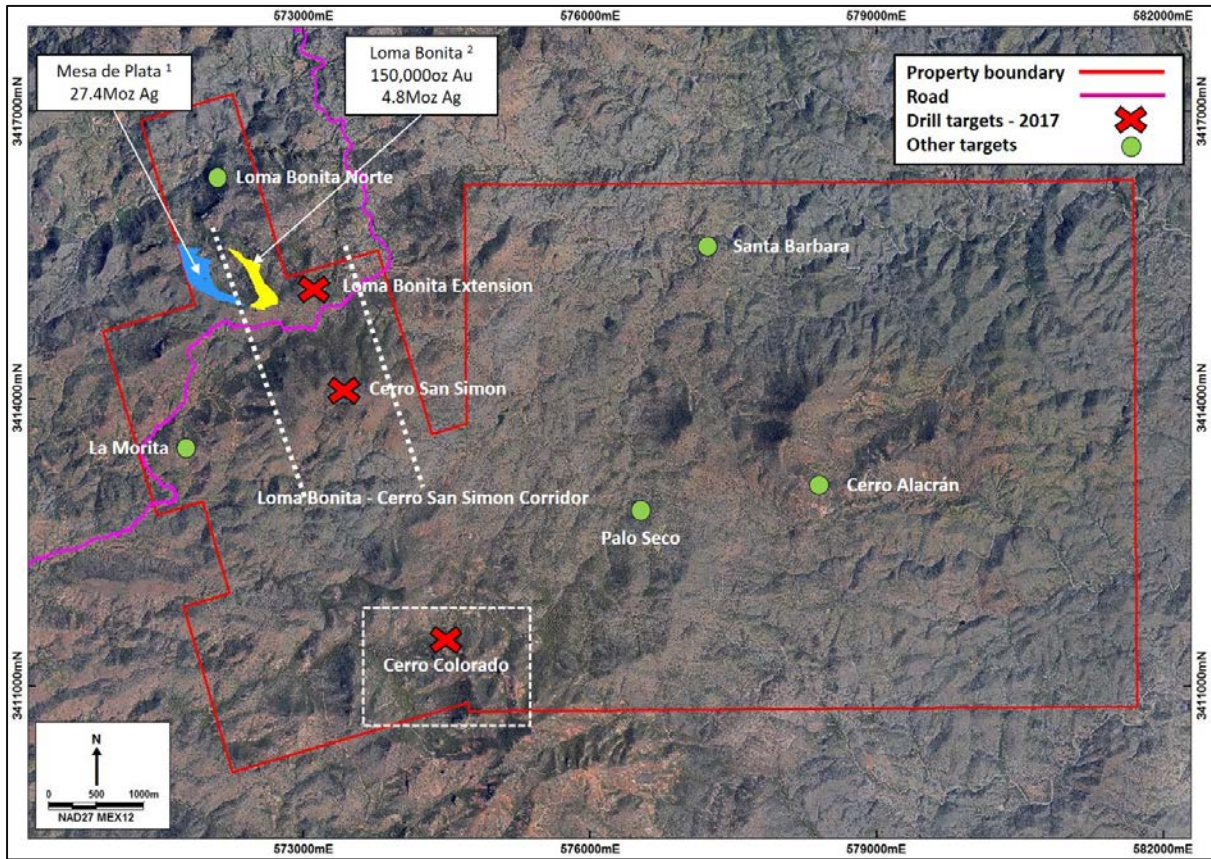 573000mE
576000mE
579000mE
582000mE
Mesa de Plata 1
27.4Moz Ag
Loma Bonita 2
150,000oz Au
4.8Moz Ag
Property boundary
Road
Drill targets - 2017
Other targets
3417000mN
3417000mN
Loma Bonita Norte
Santa Barbara
Loma Bonita Extension
Cerro San Simon
3414000mN
3414000mN
La Morita
Loma Bonita - Cerro San Simon Corridor
Cerro Alacrán
Palo Seco
Cerro Colorado
3411000mN
3411000mN
N
0 500 1000m
NAD27 MEX12
573000mE
576000mE
579000mE
582000mE